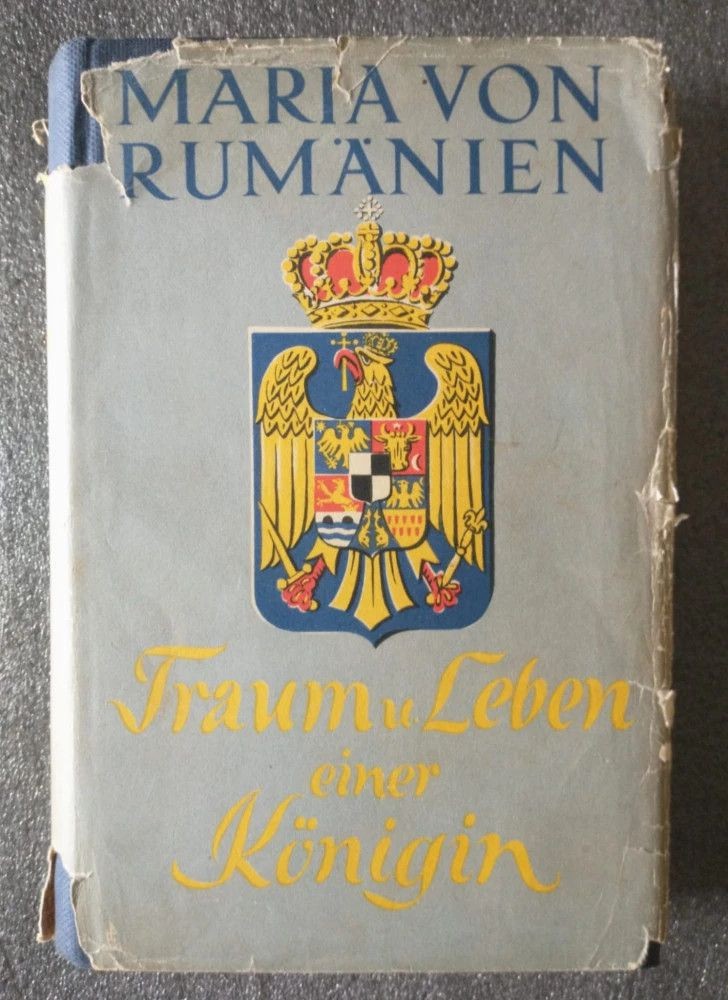 MARIA VON
RUMÄNIEN
Traum u. Leben
einer
Königin